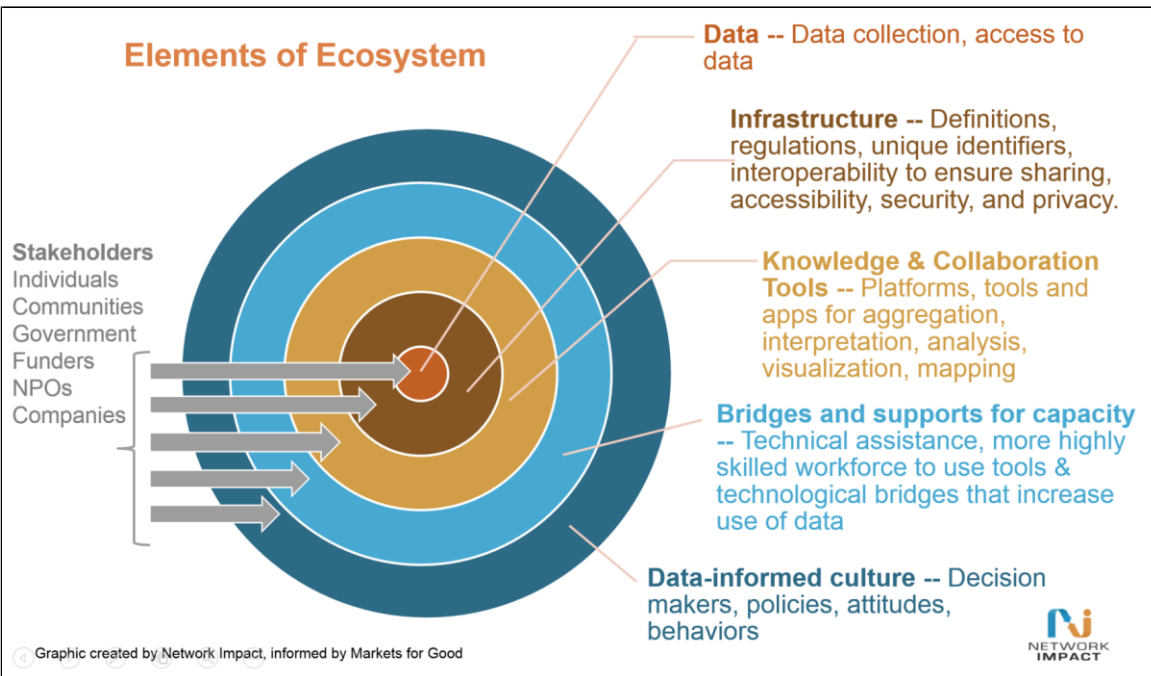 Elements of Ecosystem
Data -- Data collection, access to
data
Infrastructure -- Definitions,
regulations, unique identifiers,
interoperability to ensure sharing,
accessibility, security, and privacy.
Stakeholders
Individuals
Communities
Government
Funders
NPOs
Companies
Knowledge & Collaboration
Tools -- Platforms, tools and
apps for aggregation,
interpretation, analysis,
visualization, mapping
Bridges and supports for capacity
-- Technical assistance, more highly
skilled workforce to use tools &
technological bridges that increase
use of data
Data-informed culture -- Decision
makers, policies, attitudes,
behaviors
Graphic created by Network Impact, informed by Markets for Good
NETWORK
IMPACT